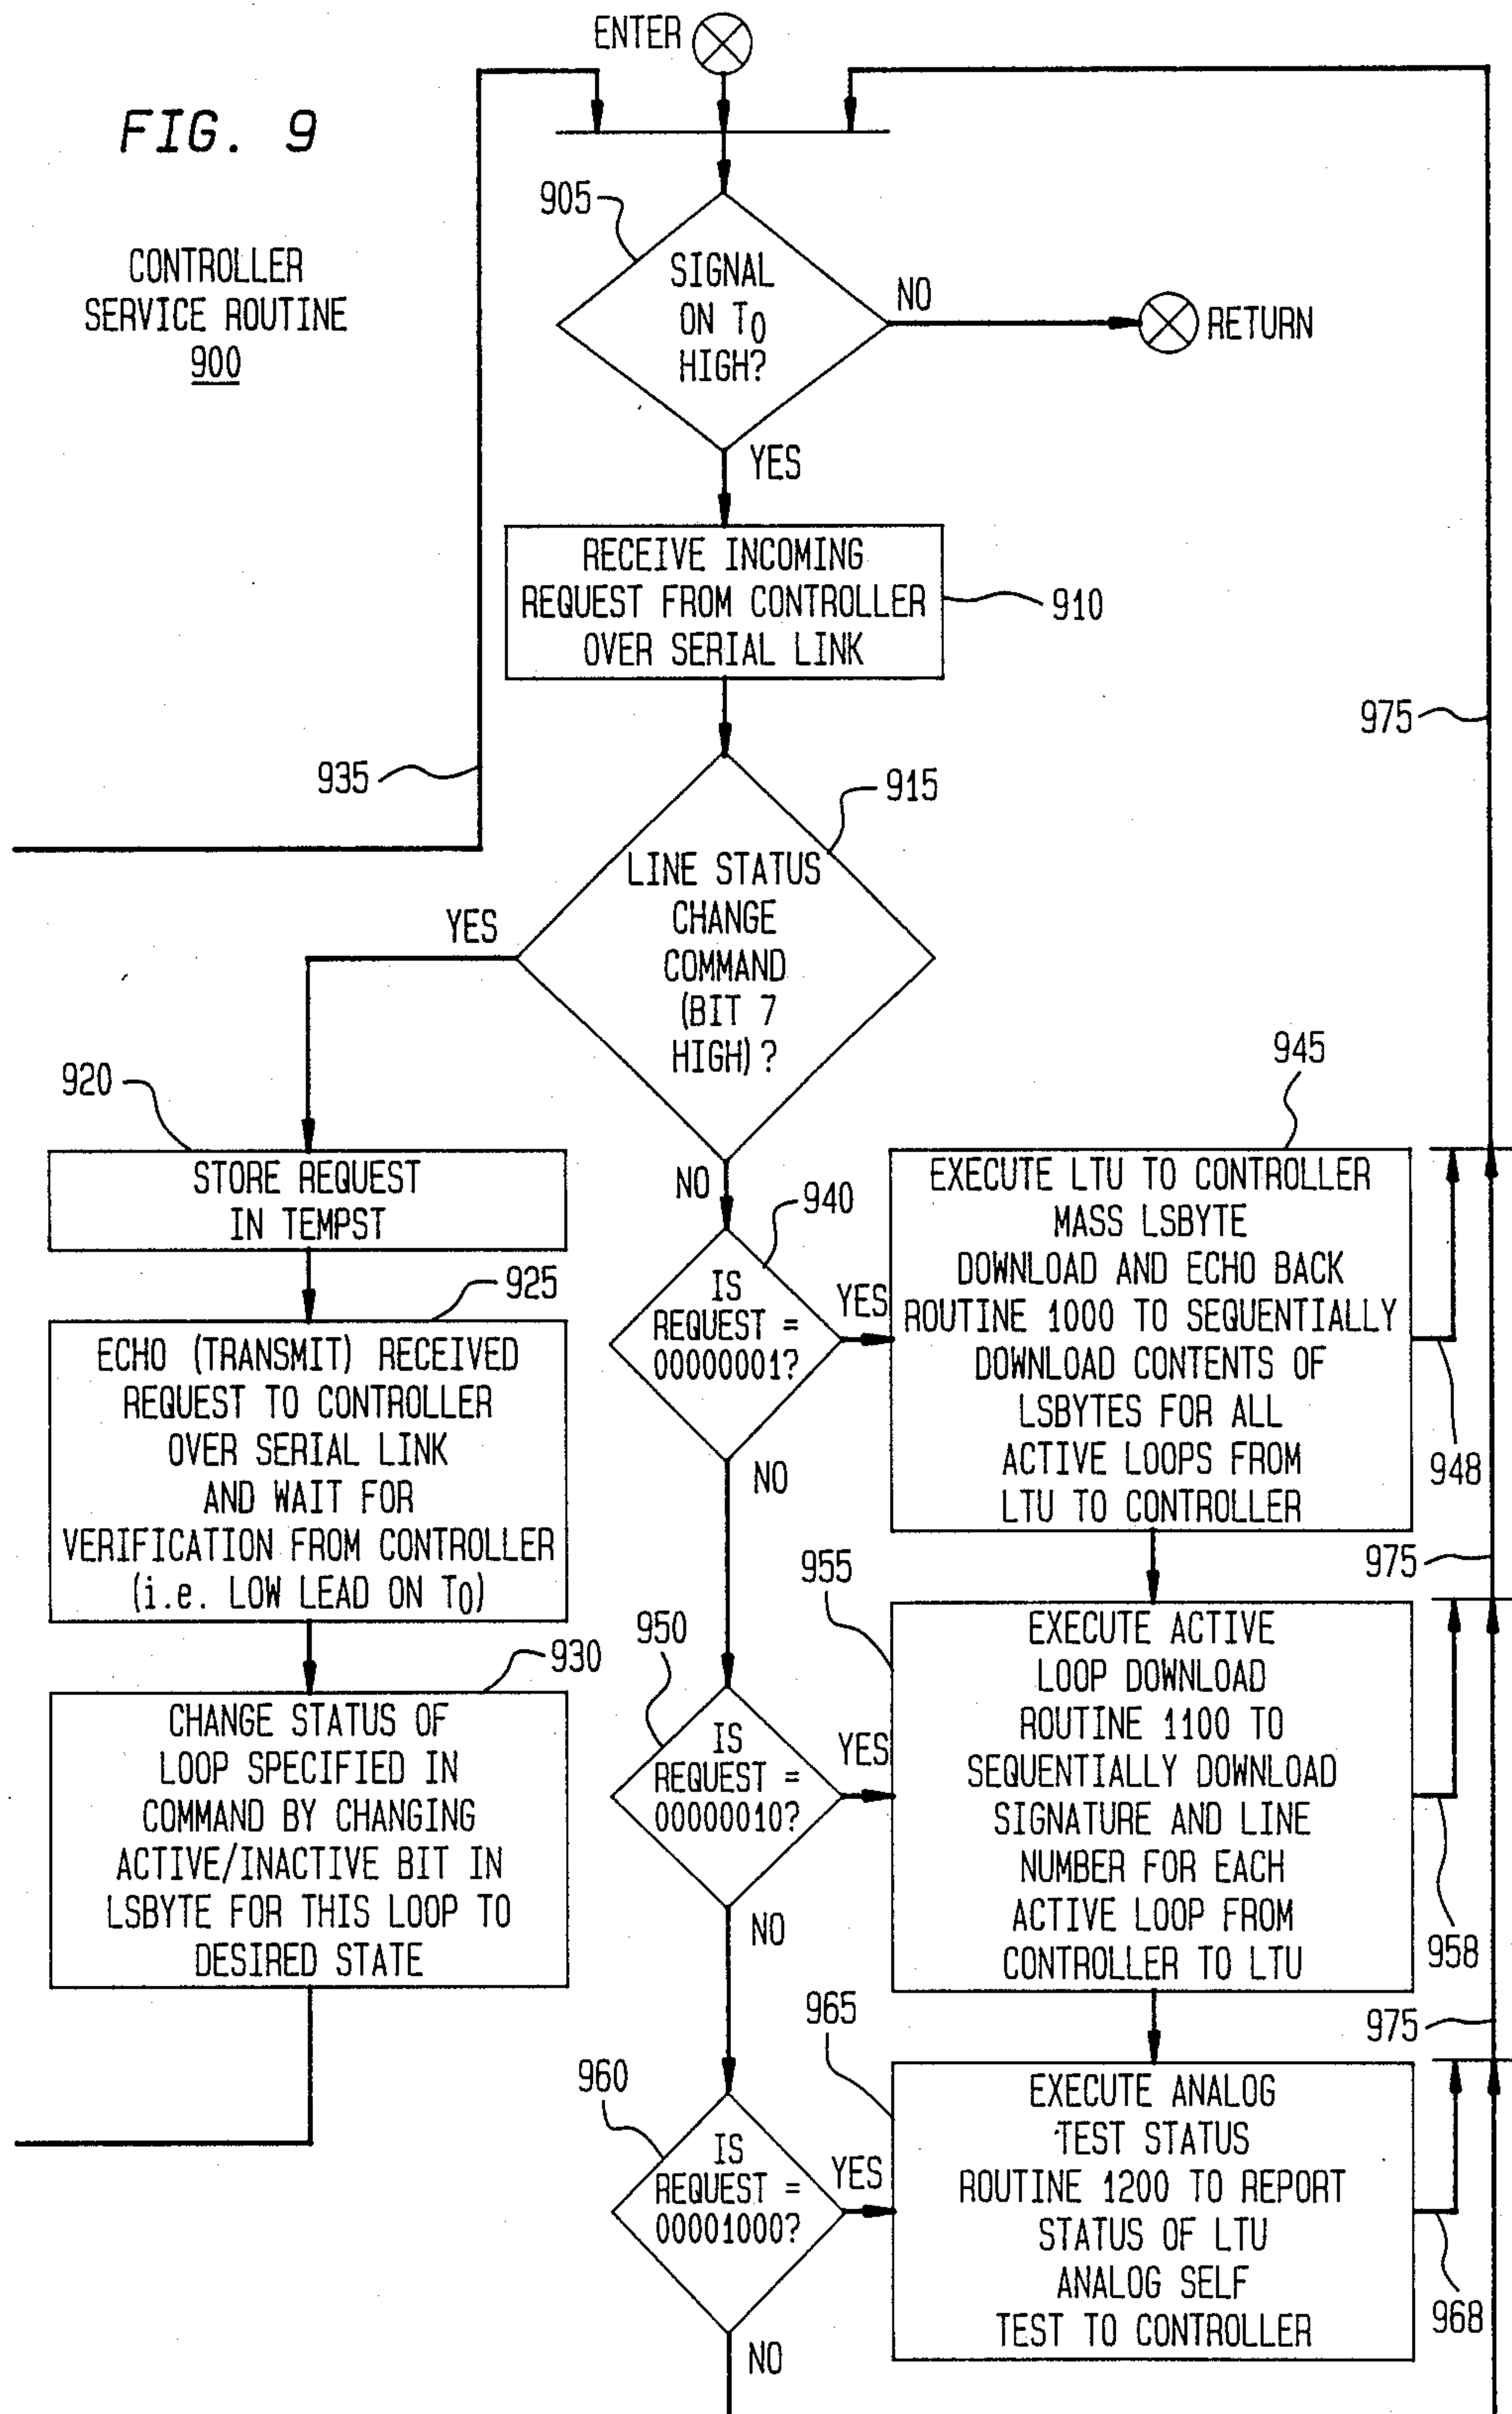 FIG. 9
CONTROLLER
SERVICE ROUTINE
900
ENTER
905
SIGNAL
ON T0
HIGH?
NO
RETURN
YES
RECEIVE INCOMING
REQUEST FROM CONTROLLER
OVER SERIAL LINK
910
975
935
915
LINE STATUS
CHANGE
COMMAND
(BIT 7
HIGH)?
YES
NO
920
STORE REQUEST
IN TEMPST
925
ECHO (TRANSMIT) RECEIVED
REQUEST TO CONTROLLER
OVER SERIAL LINK
AND WAIT FOR
VERIFICATION FROM CONTROLLER
(i.e. LOW LEAD ON T0)
930
CHANGE STATUS OF
LOOP SPECIFIED IN
COMMAND BY CHANGING
ACTIVE/INACTIVE BIT IN
LSBYTE FOR THIS LOOP TO
DESIRED STATE
940
IS
REQUEST =
00000001?
YES
NO
945
EXECUTE LTU TO CONTROLLER
MASS LSBYTE
DOWNLOAD AND ECHO BACK
ROUTINE 1000 TO SEQUENTIALLY
DOWNLOAD CONTENTS OF
LSBYTES FOR ALL
ACTIVE LOOPS FROM
LTU TO CONTROLLER
948
975
950
IS
REQUEST =
00000010?
YES
NO
955
EXECUTE ACTIVE
LOOP DOWNLOAD
ROUTINE 1100 TO
SEQUENTIALLY DOWNLOAD
SIGNATURE AND LINE
NUMBER FOR EACH
ACTIVE LOOP FROM
CONTROLLER TO LTU
958
975
960
IS
REQUEST =
00001000?
YES
NO
965
EXECUTE ANALOG
TEST STATUS
ROUTINE 1200 TO REPORT
STATUS OF LTU
ANALOG SELF
TEST TO CONTROLLER
968